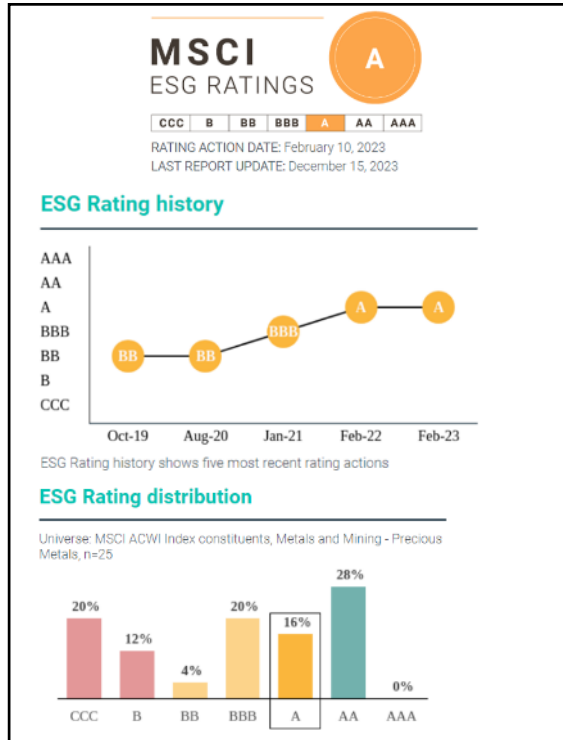 MSCI
ESG RATINGS
A
CCC B BB BBB A AA AAA
RATING ACTION DATE: February 10, 2023
LAST REPORT UPDATE: December 15, 2023
ESG Rating history
AAA
AA
A
BBB
BB
B
CCC
BB BB BBB A A
Oct-19 Aug-20 Jan-21 Feb-22 Feb-23
ESG Rating history shows five most recent rating actions
ESG Rating distribution
Universe: MSCI ACWI Index constituents, Metals and Mining - Precious
Metals, n=25
20% 12% 4% 20% 16% 28% 0%
CCC B BB BBB A AA AAA